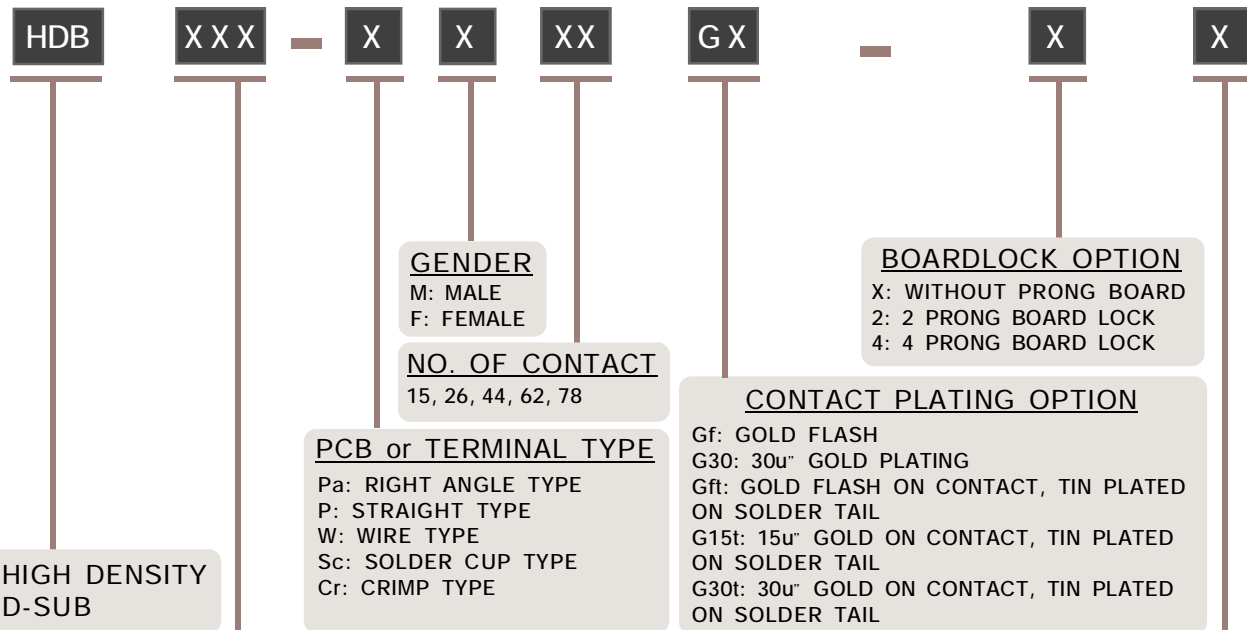 HDB XXX - X X XX GX - X X
GENDER
M: MALE
F: FEMALE
BOARDLOCK OPTION
X: WITHOUT PRONG BOARD
2: 2 PRONG BOARD LOCK
4: 4 PRONG BOARD LOCK
NO. OF CONTACT
15, 26, 44, 62, 78
CONTACT PLATING OPTION
Gf: GOLD FLASH
G30: 30u" GOLD PLATING
Gft: GOLD FLASH ON CONTACT, TIN PLATED
ON SOLDER TAIL
G15t: 15u" GOLD ON CONTACT, TIN PLATED
ON SOLDER TAIL
G30t: 30u" GOLD ON CONTACT, TIN PLATED
ON SOLDER TAIL
PCB or TERMINAL TYPE
Pa: RIGHT ANGLE TYPE
P: STRAIGHT TYPE
W: WIRE TYPE
Sc: SOLDER CUP TYPE
Cr: CRIMP TYPE
HIGH DENSITY
D-SUB